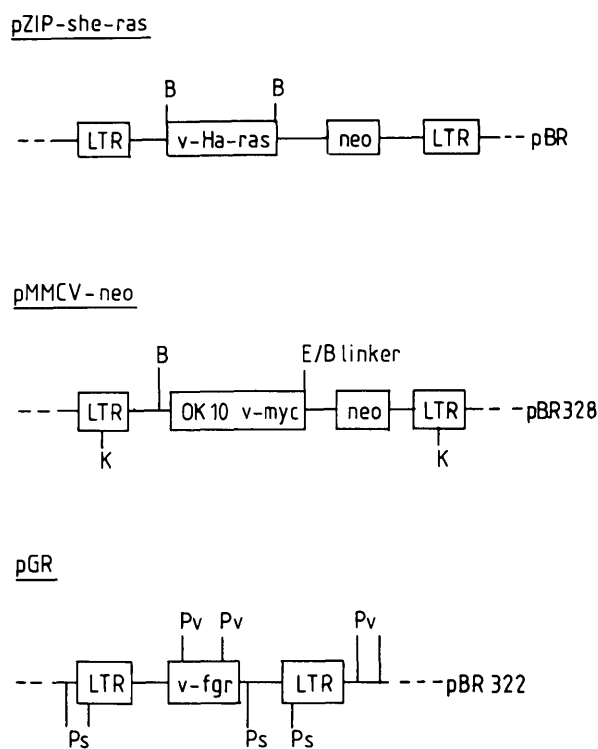 pZIP-she-ras
B B
--- LTR v-Ha-ras neo LTR --- pBR
pMMCV-neo
B E/B linker
--- LTR OK10 v-myc neo LTR --- pBR328
K K
pGR
Pv Pv Pv
--- LTR v-fgr LTR ---- pBR 322
Ps Ps Ps